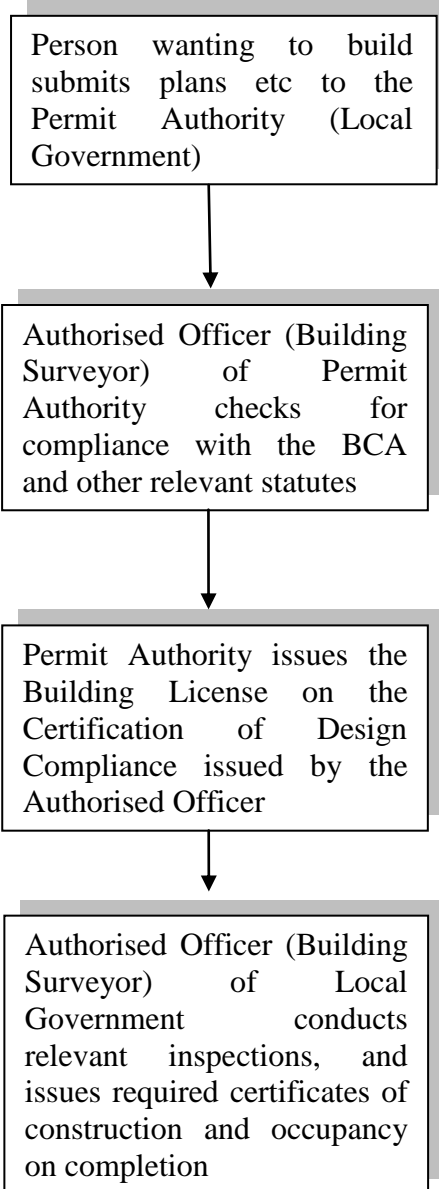 Person wanting to build
submits plans etc to the
Permit Authority (Local
Government)
Authorised Officer (Building
Surveyor) of Permit
Authority checks for
compliance with the BCA
and other relevant statutes
Permit Authority issues the
Building License on the
Certification of Design
Compliance issued by the
Authorised Officer
Authorised Officer (Building
Surveyor) of Local
Government conducts
relevant inspections, and
issues required certificates of
construction and occupancy
on completion